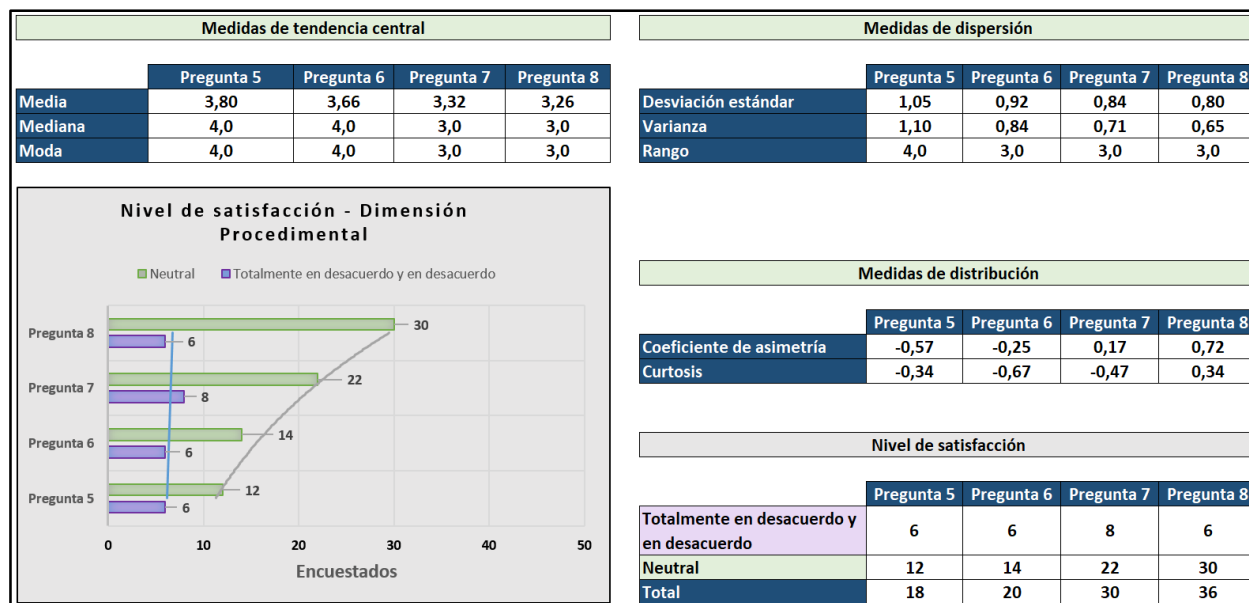 Medidas de tendencia central
Pregunta 5 Pregunta 6 Pregunta 7 Pregunta 8
Media 3,80 3,66 3,32 3,26
Mediana 4,0 4,0 3,0 3,0
Moda 4,0 4,0 3,0 3,0
Medidas de dispersión
Pregunta 5 Pregunta 6 Pregunta 7 Pregunta 8
Desviación estándar 1,05 0,92 0,84 0,80
Varianza 1,10 0,84 0,71 0,65
Rango 4,0 3,0 3,0 3,0
Nivel de satisfacción - Dimensión
Procedimental
Neutral Totalmente en desacuerdo y en desacuerdo
Pregunta 8 30
6
Pregunta 7 22
8
Pregunta 6 14
6
Pregunta 5 12
6
0 10 20 30 40 50
Encuestados
Medidas de distribución
Pregunta 5 Pregunta 6 Pregunta 7 Pregunta 8
Coeficiente de asimetría -0,57 -0,25 0,17 0,72
Curtosis -0,34 -0,67 -0,47 0,34
Nivel de satisfacción
Pregunta 5 Pregunta 6 Pregunta 7 Pregunta 8
Totalmente en desacuerdo y
en desacuerdo 6 6 8 6
Neutral 12 14 22 30
Total 18 20 30 36